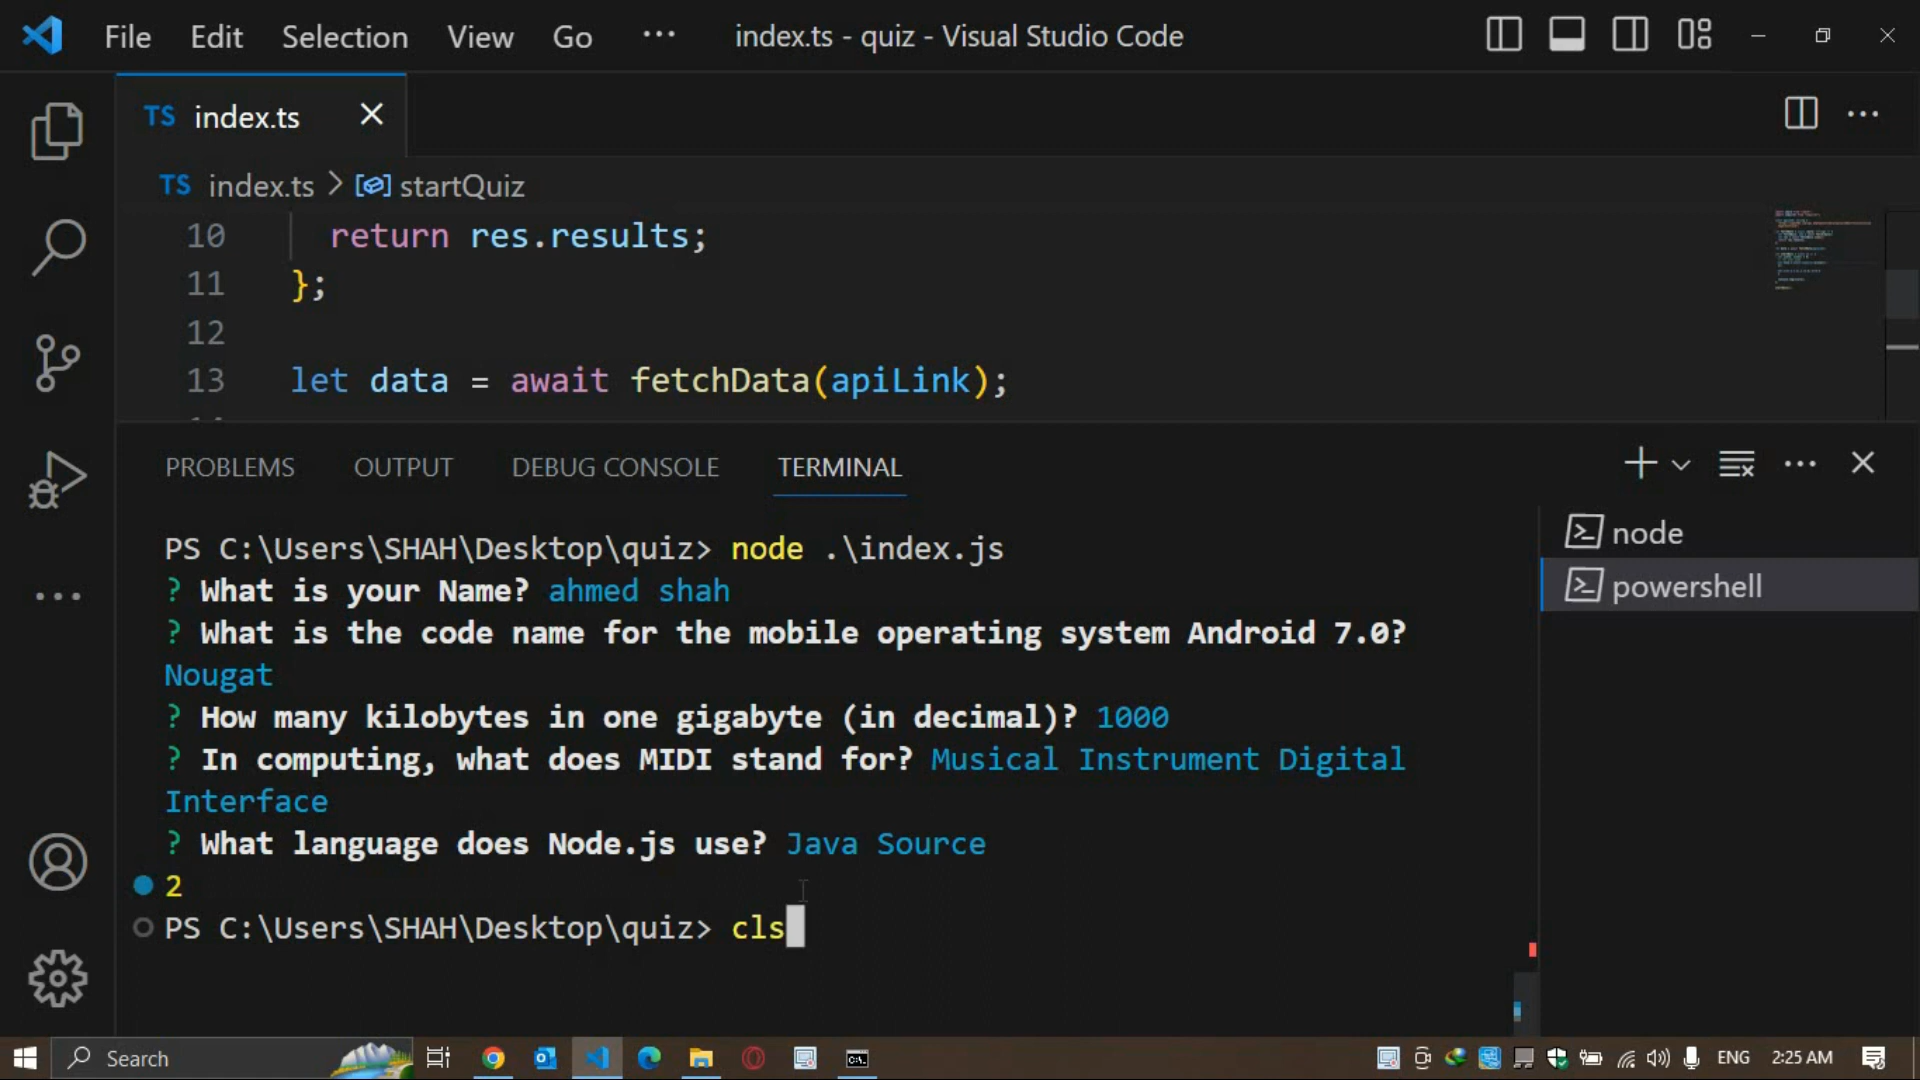 File Edit Selection View Go ... index.ts - quiz - Visual Studio Code
TS index.ts
TS index.ts > startQuiz
10 return res.results;
11 };
12
13 let data = await fetchData(apiLink);
PROBLEMS OUTPUT DEBUG CONSOLE TERMINAL
PS C:\Users\SHAH\Desktop\quiz> node .\index.js
? What is your Name? ahmed shah
? What is the code name for the mobile operating system Android 7.0?
Nougat
? How many kilobytes in one gigabyte (in decimal)? 1000
? In computing, what does MIDI stand for? Musical Instrument Digital
Interface
? What language does Node.js use? Java Source
2
PS C:\Users\SHAH\Desktop\quiz> cls
node
powershell
Search
ENG 2:25 AM